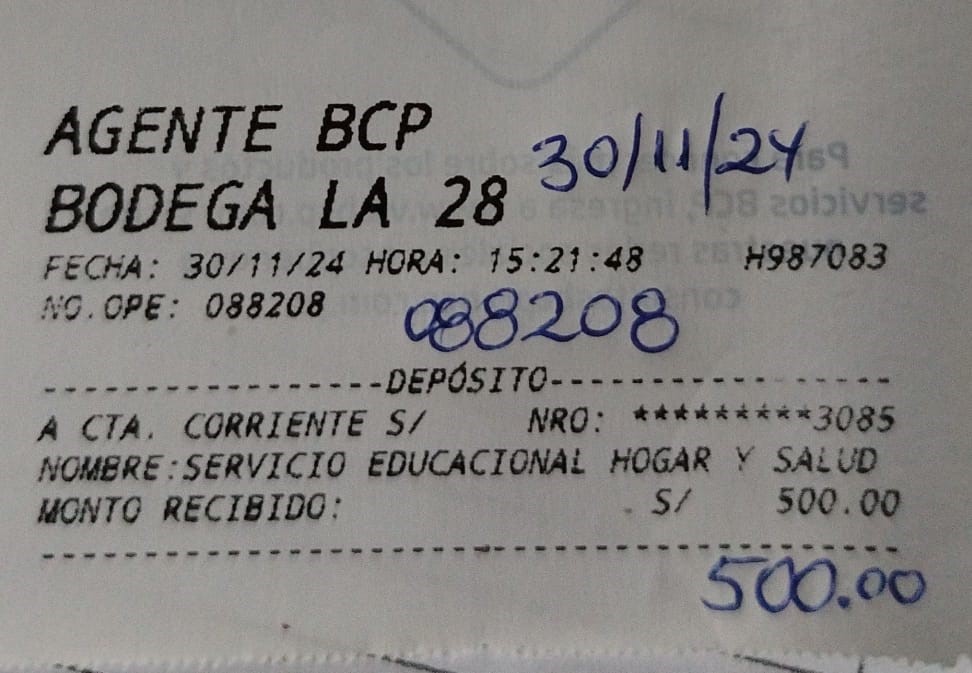 AGENTE BCP
BODEGA LA 28 30/11/24
FECHA: 30/11/24 HORA: 15:21:48 H987083
NO.OPE: 088208 088208
-----------------DEPÓSITO-----------------
A CTA. CORRIENTE S/ NRO: *********3085
NOMBRE:SERVICIO EDUCACIONAL HOGAR Y SALUD
MONTO RECIBIDO: S/ 500.00
------------------------------------------
500.00